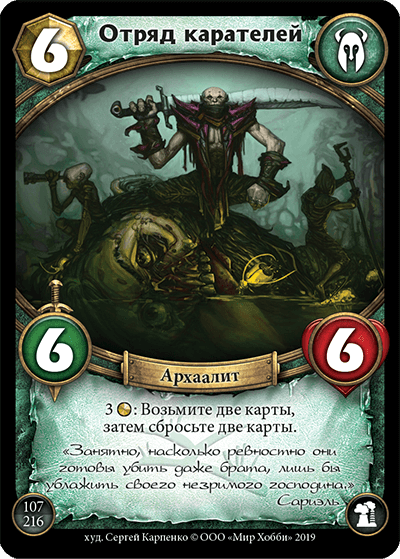 6
Отряд карателей
6
6
Архаалит
3 : Возьмите две карты,
затем сбросьте две карты.
«Занятно, насколько ревностно они
готовы убить даже брата, лишь бы
ублажить своего незримого господина.»
Сариэль
107
216
худ. Сергей Карпенко © ООО «Мир Хобби» 2019